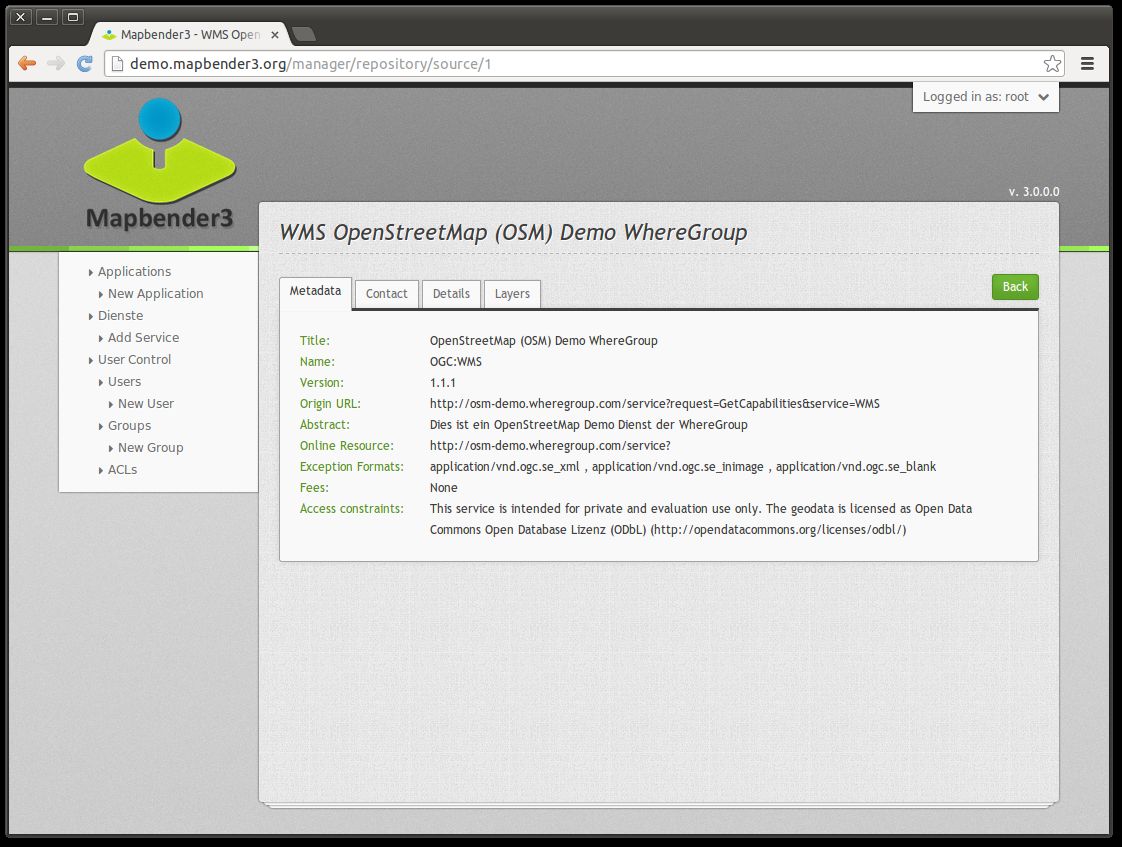 Mapbender3 - WMS Open
demo.mapbender3.org/manager/repository/source/1
Logged in as: root
Mapbender3
v. 3.0.0.0
Applications
New Application
Dienste
Add Service
User Control
Users
New User
Groups
New Group
ACLs
WMS OpenStreetMap (OSM) Demo WhereGroup
Metadata Contact Details Layers Back
Title: OpenStreetMap (OSM) Demo WhereGroup
Name: OGC:WMS
Version: 1.1.1
Origin URL: http://osm-demo.wheregroup.com/service?request=GetCapabilities&service=WMS
Abstract: Dies ist ein OpenStreetMap Demo Dienst der WhereGroup
Online Resource: http://osm-demo.wheregroup.com/service?
Exception Formats: application/vnd.ogc.se_xml , application/vnd.ogc.se_inimage , application/vnd.ogc.se_blank
Fees: None
Access constraints: This service is intended for private and evaluation use only. The geodata is licensed as Open Data
Commons Open Database Lizenz (ODbL) (http://opendatacommons.org/licenses/odbl/)